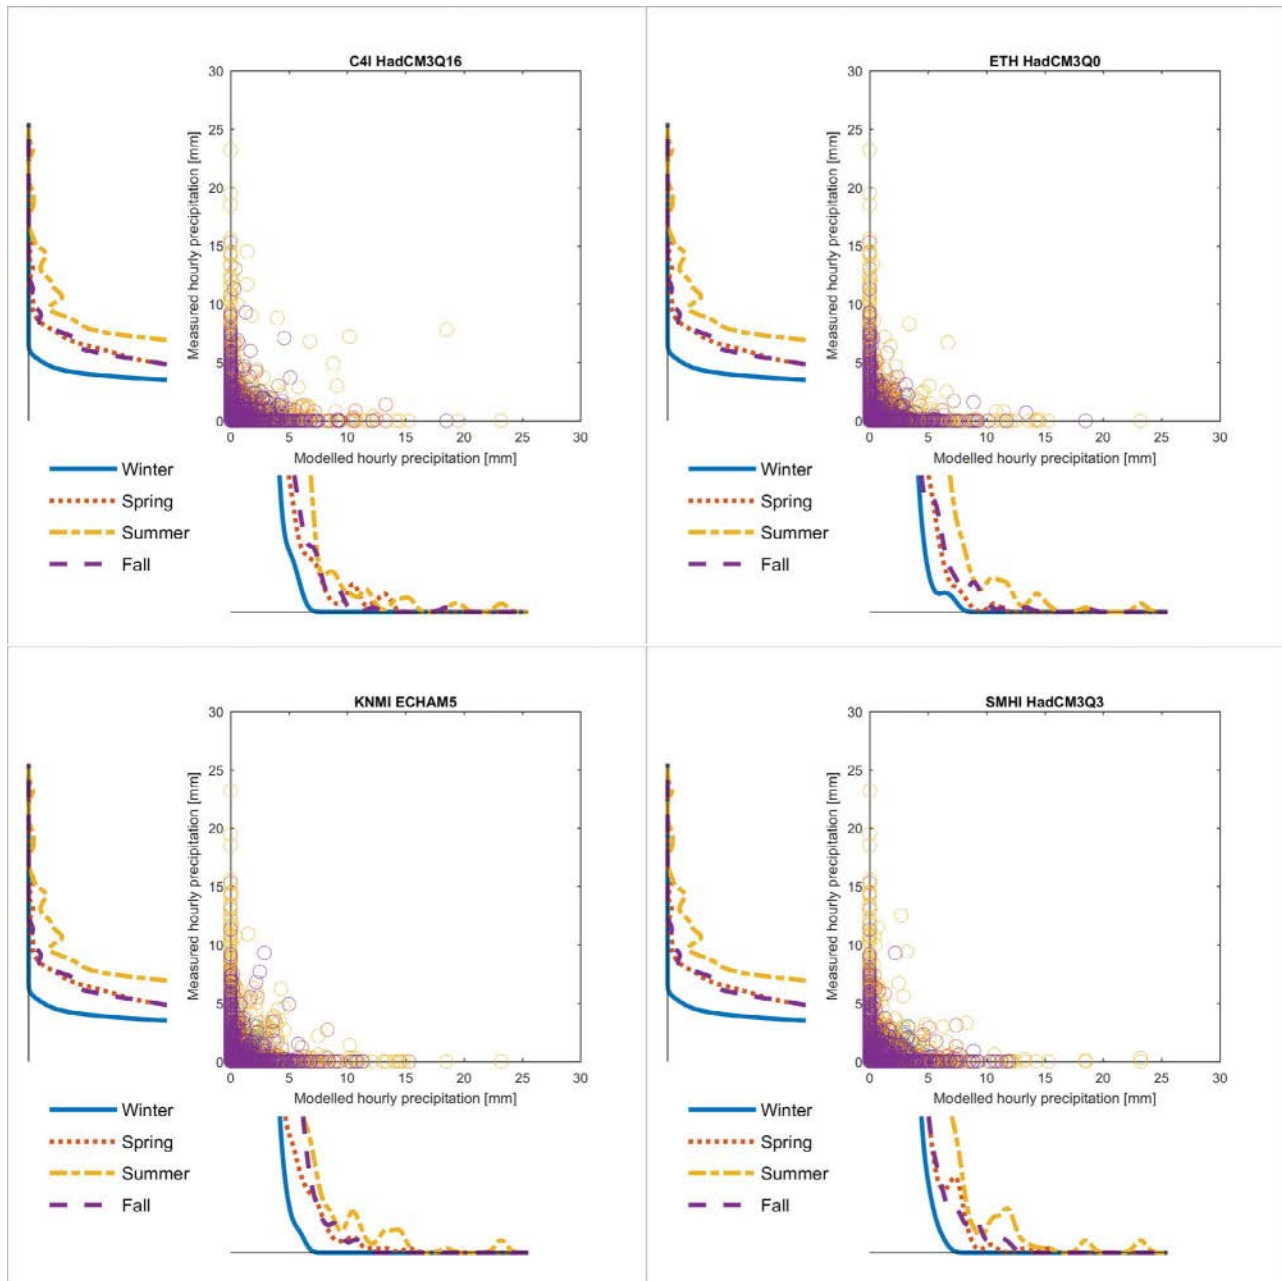 C4I HadCM3Q16
30
25
20
15
10
5
0
Measured hourly precipitation [mm]
0 5 10 15 20 25 30
Modelled hourly precipitation [mm]
Winter
Spring
Summer
Fall
ETH HadCM3Q0
30
25
20
15
10
5
0
Measured hourly precipitation [mm]
0 5 10 15 20 25 30
Modelled hourly precipitation [mm]
Winter
Spring
Summer
Fall
KNMI ECHAM5
30
25
20
15
10
5
0
Measured hourly precipitation [mm]
0 5 10 15 20 25 30
Modelled hourly precipitation [mm]
Winter
Spring
Summer
Fall
SMHI HadCM3Q3
30
25
20
15
10
5
0
Measured hourly precipitation [mm]
0 5 10 15 20 25 30
Modelled hourly precipitation [mm]
Winter
Spring
Summer
Fall